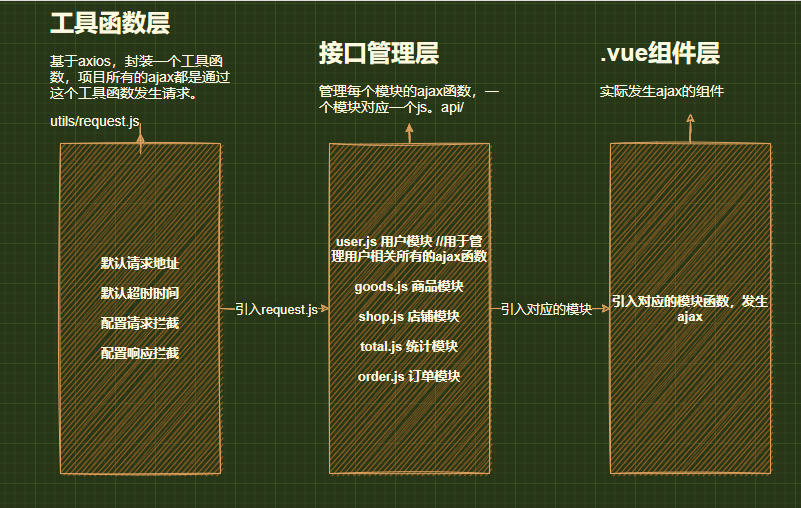 工具函数层
基于axios，封装一个工具函
数，项目所有的ajax都是通过
这个工具函数发生请求。
utils/request.js
默认请求地址
默认超时时间
配置请求拦截
配置响应拦截
引入request.js
接口管理层
管理每个模块的ajax函数，一
个模块对应一个js。api/
user.js 用户模块 //用于管
理用户相关所有的ajax函数
goods.js 商品模块
shop.js 店铺模块
total.js 统计模块
order.js 订单模块
引入对应的模块
.vue组件层
实际发生ajax的组件
引入对应的模块函数，发生
ajax